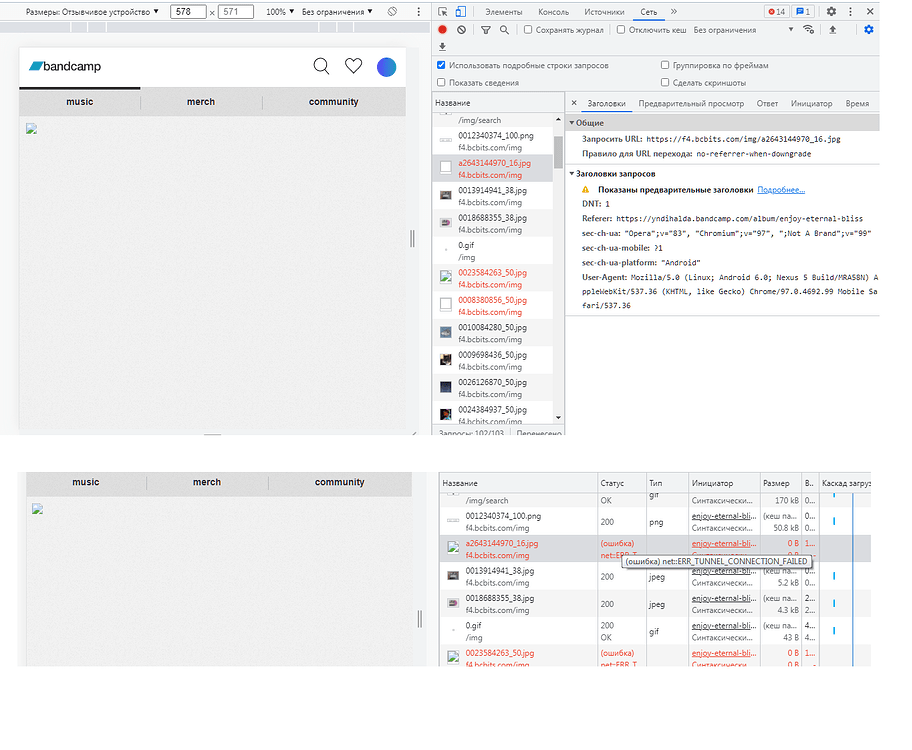 Размеры: Отзывчивое устройство ▼ 578 × 571 100% ▼ Без ограничения ▼
Элементы Консоль Источники Сеть » 14 1
Сохранять журнал Отключить кеш Без ограничения ▼
Использовать подробные строки запросов Группировка по фреймам
Показать сведения Сделать скриншоты
bandcamp
music merch community
Название
/img/search
0012340374_100.png
f4.bcbits.com/img
a2643144970_16.jpg
f4.bcbits.com/img
0013914941_38.jpg
f4.bcbits.com/img
0018688355_38.jpg
f4.bcbits.com/img
0.gif
/img
0023584263_50.jpg
f4.bcbits.com/img
0008380856_50.jpg
f4.bcbits.com/img
0010084280_50.jpg
f4.bcbits.com/img
0009698436_50.jpg
f4.bcbits.com/img
0026126870_50.jpg
f4.bcbits.com/img
0024384937_50.jpg
f4.bcbits.com/img
Запросы: 102/103 Перенесено
× Заголовки Предварительный просмотр Ответ Инициатор Время
Общие
Запросить URL: https://f4.bcbits.com/img/a2643144970_16.jpg
Правило для URL перехода: no-referrer-when-downgrade
Заголовки запросов
Показаны предварительные заголовки Подробнее...
DNT: 1
Referer: https://yndihalda.bandcamp.com/album/enjoy-eternal-bliss
sec-ch-ua: "Opera";v="83", "Chromium";v="97", ";Not A Brand";v="99"
sec-ch-ua-mobile: ?1
sec-ch-ua-platform: "Android"
User-Agent: Mozilla/5.0 (Linux; Android 6.0; Nexus 5 Build/MRA58N) A
ppleWebKit/537.36 (KHTML, like Gecko) Chrome/97.0.4692.99 Mobile Sa
fari/537.36
music merch community
Название Статус Тип Инициатор Размер В.. Каскад загруз
gif
/img/search OK Синтаксически... 170 kB 0...
0012340374_100.png 200 png enjoy-eternal-bli... (кеш па... 0...
f4.bcbits.com/img Синтаксически... 50.8 kB 2...
a2643144970_16.jpg (ошибка) enjoy-eternal-bli... 0 B 1...
f4.bcbits.com/img net::ERR_T
(ошибка) net::ERR_TUNNEL_CONNECTION_FAILED
0013914941_38.jpg 200 jpeg enjoy-eternal-bli... (кеш па... 0...
f4.bcbits.com/img Синтаксически... 5.2 kB 2...
0018688355_38.jpg 200 jpeg enjoy-eternal-bli... (кеш па... 2...
f4.bcbits.com/img Синтаксически... 4.3 kB 2...
0.gif 200 gif enjoy-eternal-bli... (кеш па... 4...
/img OK Синтаксически... 43 B 4...
0023584263_50.jpg (ошибка) enjoy-eternal-bli... 0 B 1...
f4.bcbits.com/img net::ERR_T Синтаксически... 0 B -